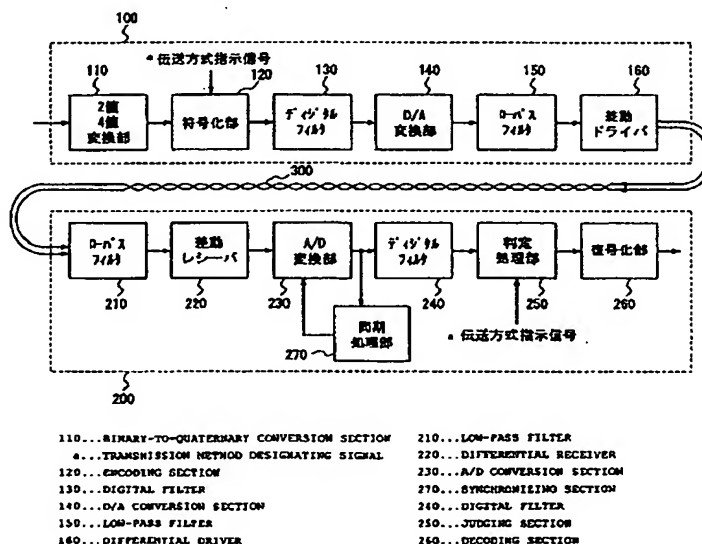 100
a 伝送方式指示信号
110
120
130
140
150
160
2値
4値
変換部
符号化部
ディジタル
フィルタ
D/A
変換部
ローパス
フィルタ
差動
ドライバ
300
ローパス
フィルタ
差動
レシーバ
A/D
変換部
ディジタル
フィルタ
判定
処理部
復号化部
210
220
230
240
250
260
同期
処理部
270
a 伝送方式指示信号
200
110...BINARY-TO-QUATERNARY CONVERSION SECTION
a...TRANSMISSION METHOD DESIGNATING SIGNAL
120...ENCODING SECTION
130...DIGITAL FILTER
140...D/A CONVERSION SECTION
150...LOW-PASS FILTER
160...DIFFERENTIAL DRIVER
210...LOW-PASS FILTER
220...DIFFERENTIAL RECEIVER
230...A/D CONVERSION SECTION
270...SYNCHRONIZING SECTION
240...DIGITAL FILTER
250...JUDGING SECTION
260...DECODING SECTION